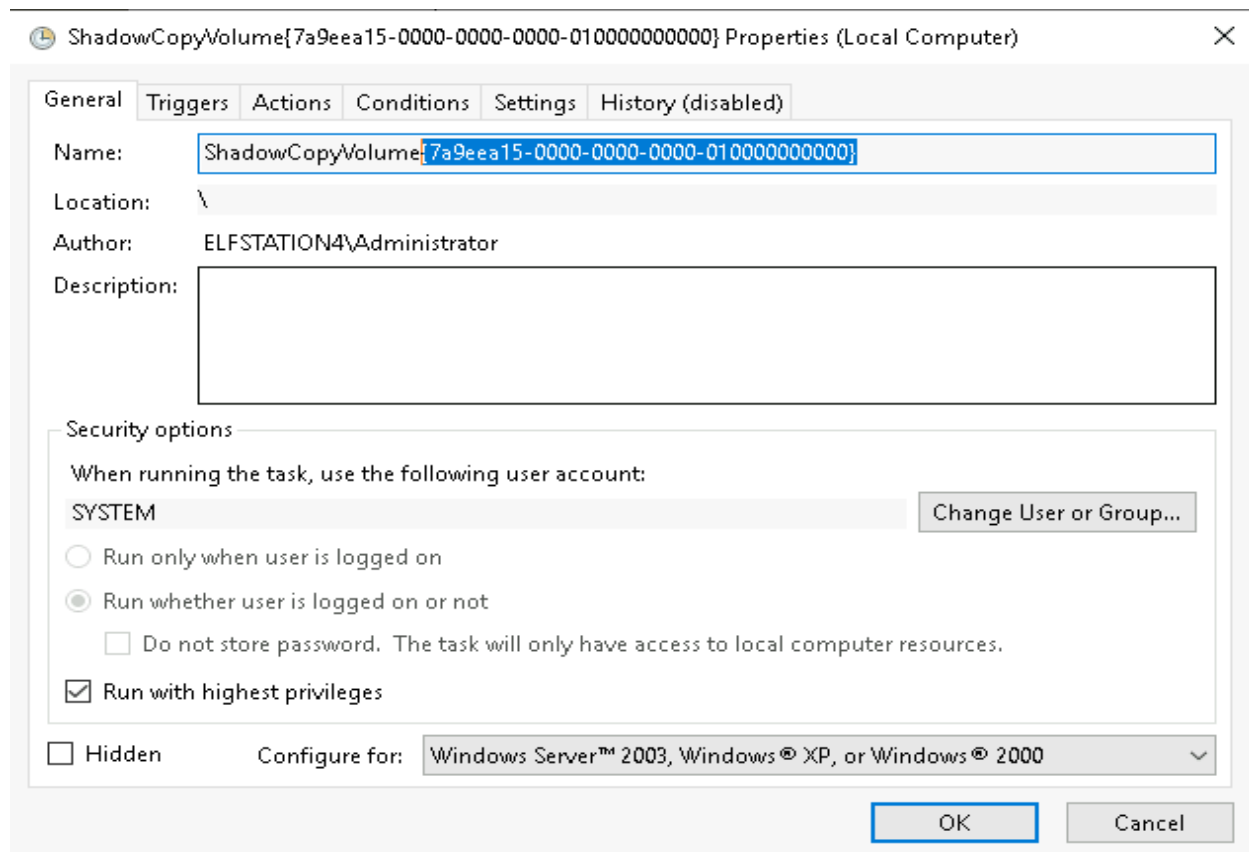 ShadowCopyVolume{7a9eea15-0000-0000-0000-010000000000} Properties (Local Computer)
General Triggers Actions Conditions Settings History (disabled)
Name: ShadowCopyVolume{7a9eea15-0000-0000-0000-010000000000}
Location: \
Author: ELFSTATION4\Administrator
Description:
Security options
When running the task, use the following user account:
SYSTEM Change User or Group...
Run only when user is logged on
Run whether user is logged on or not
Do not store password. The task will only have access to local computer resources.
Run with highest privileges
Hidden Configure for: Windows Server™ 2003, Windows® XP, or Windows® 2000
OK Cancel